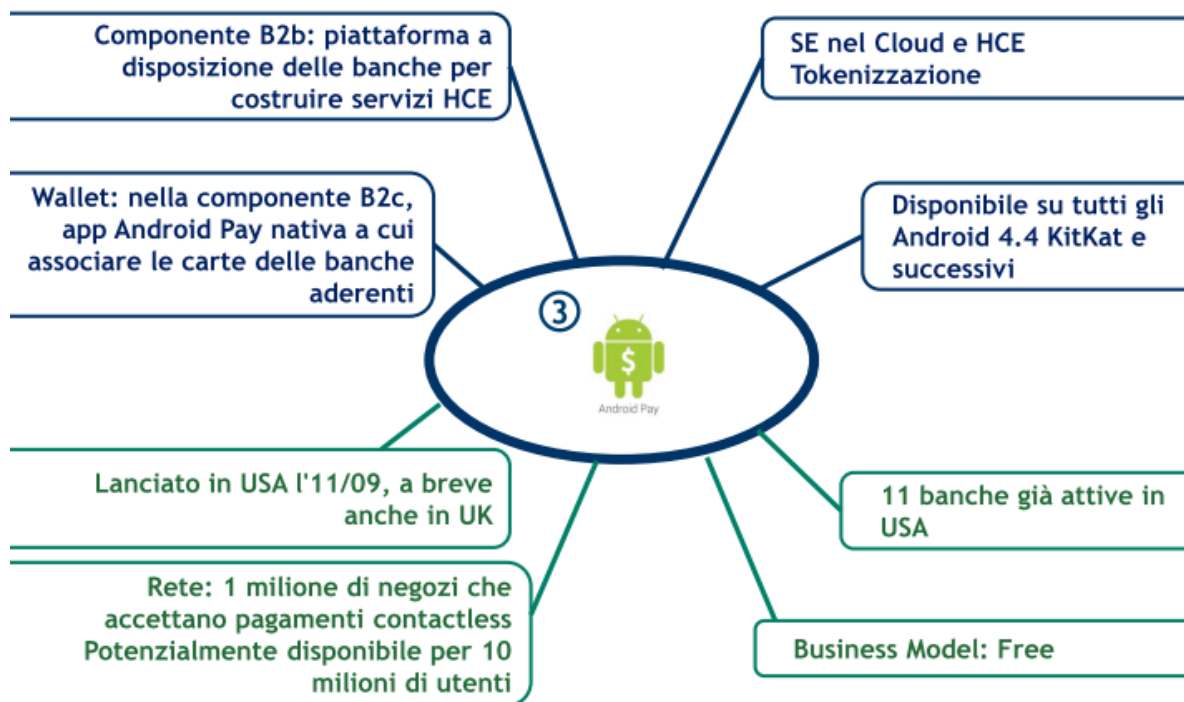 Componente B2b: piattaforma a
disposizione delle banche per
costruire servizi HCE
SE nel Cloud e HCE
Tokenizzazione
Wallet: nella componente B2c,
app Android Pay nativa a cui
associare le carte delle banche
aderenti
Disponibile su tutti gli
Android 4.4 KitKat e
successivi
3
$
Android Pay
Lanciato in USA l'11/09, a breve
anche in UK
11 banche già attive in
USA
Rete: 1 milione di negozi che
accettano pagamenti contactless
Potenzialmente disponibile per 10
milioni di utenti
Business Model: Free